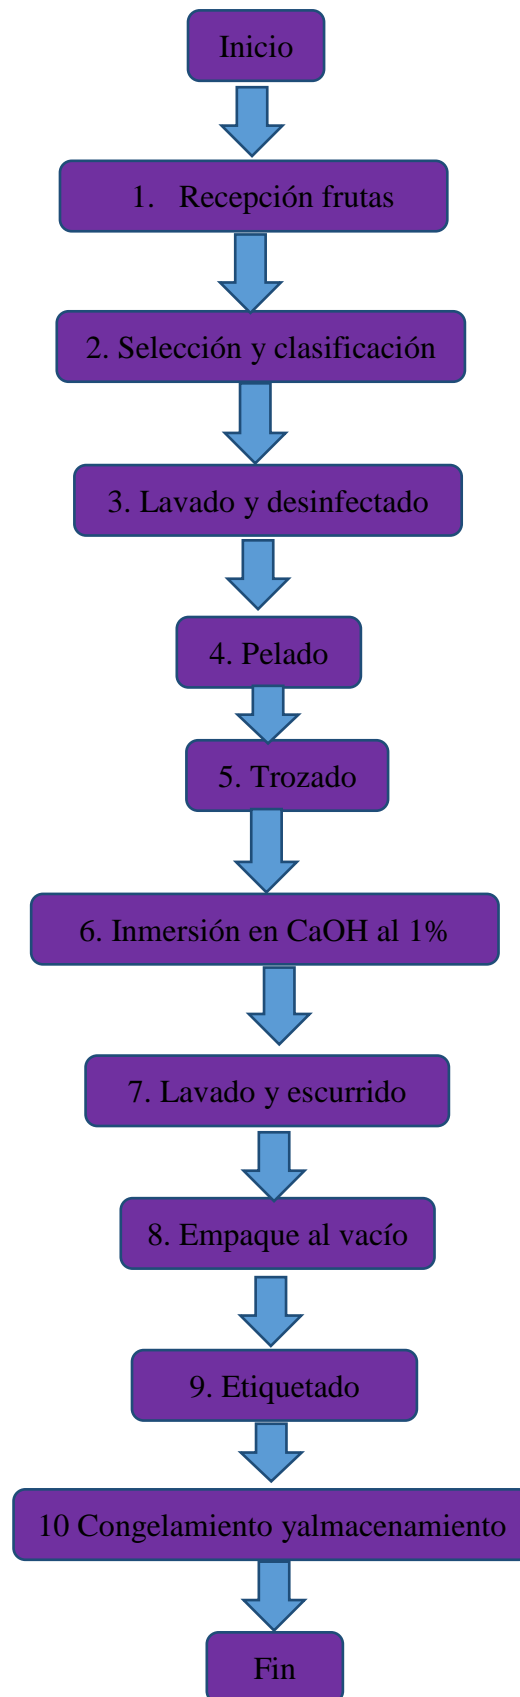 Inicio
1. Recepción frutas
2. Selección y clasificación
3. Lavado y desinfectado
4. Pelado
5. Trozado
6. Inmersión en CaOH al 1%
7. Lavado y escurrido
8. Empaque al vacío
9. Etiquetado
10 Congelamiento yalmacenamiento
Fin